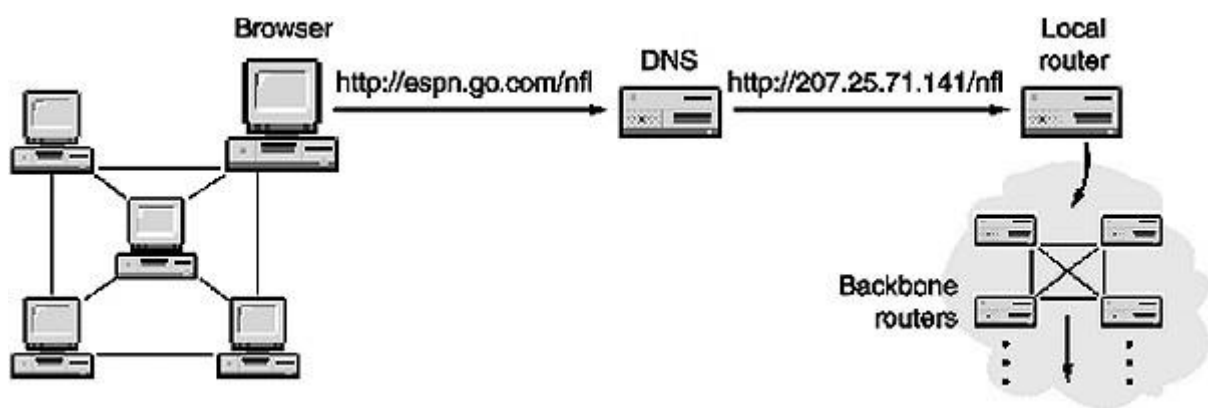 Browser
http://espn.go.com/nfl
DNS
http://207.25.71.141/nfl
Local
router
Backbone
routers